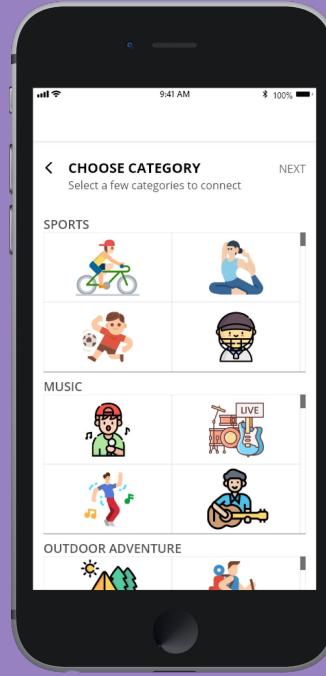 9:41 AM
100%
CHOOSE CATEGORY
NEXT
Select a few categories to connect
SPORTS
MUSIC
LIVE
OUTDOOR ADVENTURE